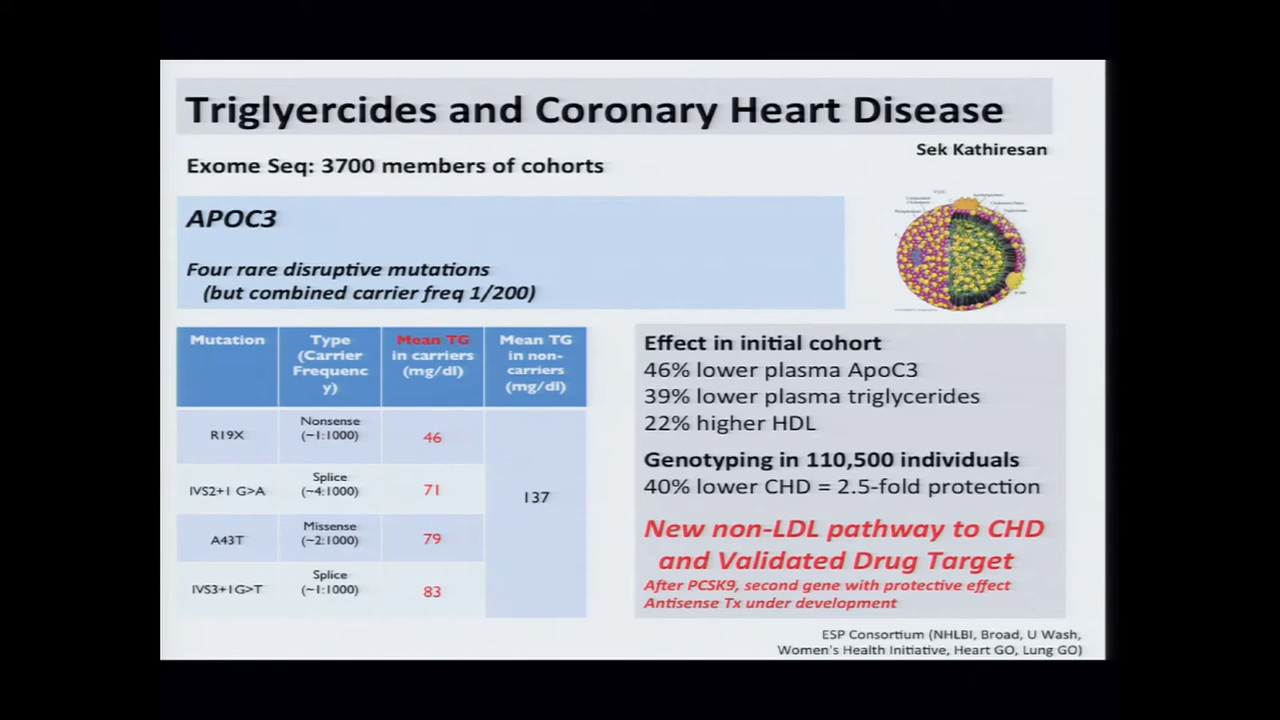 Triglyercides and Coronary Heart Disease
Sek Kathiresan
Exome Seq: 3700 members of cohorts
APOC3
Four rare disruptive mutations
(but combined carrier freq 1/200)
Mutation
Type
(Carrier
Frequenc
y)
Mean TG
in carriers
(mg/dl)
Mean TG
in non-
carriers
(mg/dl)
R19X
Nonsense
(~1:1000)
46
137
IVS2+1 G>A
Splice
(~4:1000)
71
A43T
Missense
(~2:1000)
79
IVS3+1G>T
Splice
(~1:1000)
83
Effect in initial cohort
46% lower plasma ApoC3
39% lower plasma triglycerides
22% higher HDL
Genotyping in 110,500 individuals
40% lower CHD = 2.5-fold protection
New non-LDL pathway to CHD
and Validated Drug Target
After PCSK9, second gene with protective effect
Antisense Tx under development
ESP Consortium (NHLBI, Broad, U Wash,
Women's Health Initiative, Heart GO, Lung GO)